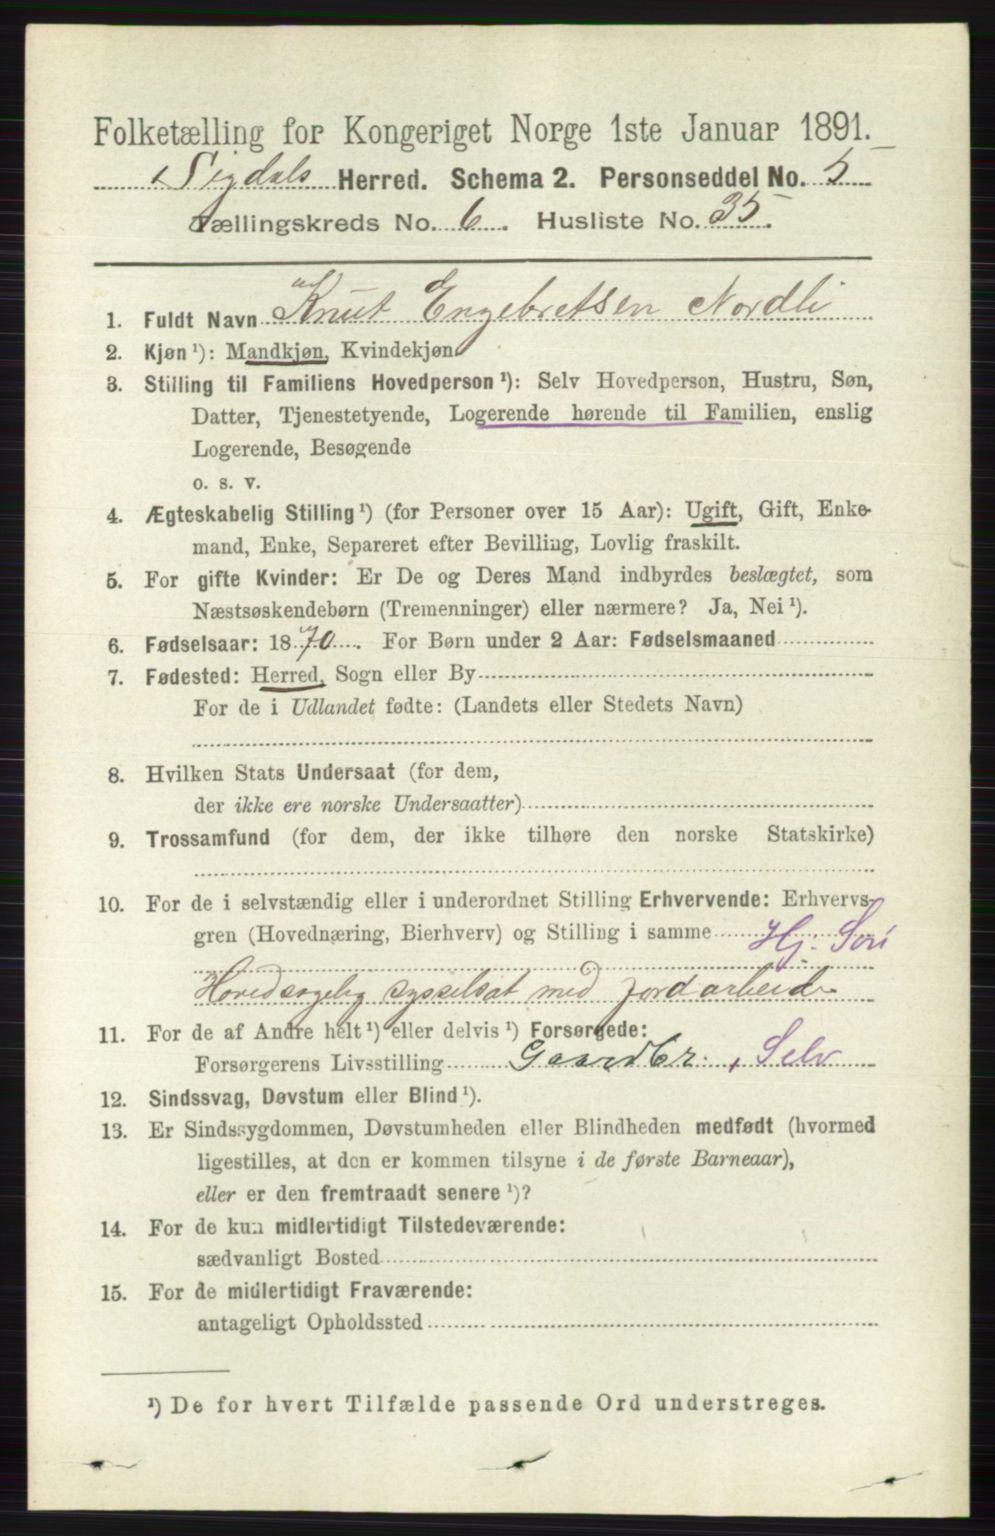 Folketælling for Kongeriget Norge 1ste Januar 1891.
Sigdals Herred. Schema 2. Personseddel No. 5
Tællingskreds No. 6. Husliste No. 35.
1. Fuldt Navn Knut Engebretsen Nordli
2. Kjøn ¹): Mandkjøn, Kvindekjøn.
3. Stilling til Familiens Hovedperson ¹): Selv Hovedperson, Hustru, Søn,
Datter, Tjenestetyende, Logerende hørende til Familien, enslig
Logerende, Besøgende
o. s. v.
4. Ægteskabelig Stilling ¹) (for Personer over 15 Aar): Ugift, Gift, Enke-
mand, Enke, Separeret efter Bevilling, Lovlig fraskilt.
5. For gifte Kvinder: Er De og Deres Mand indbyrdes beslægtet, som
Næstsøskendebørn (Tremenninger) eller nærmere? Ja, Nei ¹).
6. Fødselsaar: 1870. For Børn under 2 Aar: Fødselsmaaned
7. Fødested: Herred, Sogn eller By
For de i Udlandet fødte: (Landets eller Stedets Navn)
8. Hvilken Stats Undersaat (for dem,
der ikke ere norske Undersaatter)
9. Trossamfund (for dem, der ikke tilhøre den norske Statskirke)
10. For de i selvstændig eller i underordnet Stilling Erhvervende: Erhvervs-
gren (Hovednæring, Bierhverv) og Stilling i samme Hj.
Hovedsagelig sysselsat med jordarbeide
11. For de af Andre helt ¹) eller delvis ¹) Forsørgede:
Forsørgerens Livsstilling Gaardbr. , Selv
12. Sindssvag, Døvstum eller Blind ¹).
13. Er Sindssygdommen, Døvstumheden eller Blindheden medfødt (hvormed
ligestilles, at den er kommen tilsyne i de første Barneaar),
eller er den fremtraadt senere ¹)?
14. For de kun midlertidigt Tilstedeværende:
sædvanligt Bosted
15. For de midlertidigt Fraværende:
antageligt Opholdssted
¹) De for hvert Tilfælde passende Ord understreges.